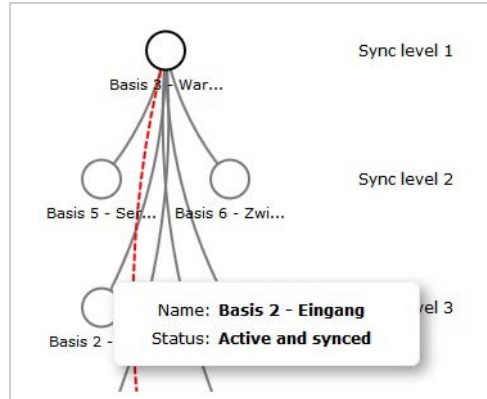 Sync level 1
Basis 3 - War...
Sync level 2
Basis 5 - Ser...
Basis 6 - Zwi...
Name: Basis 2 - Eingang
Status: Active and synced
vel 3
Basis 2 -